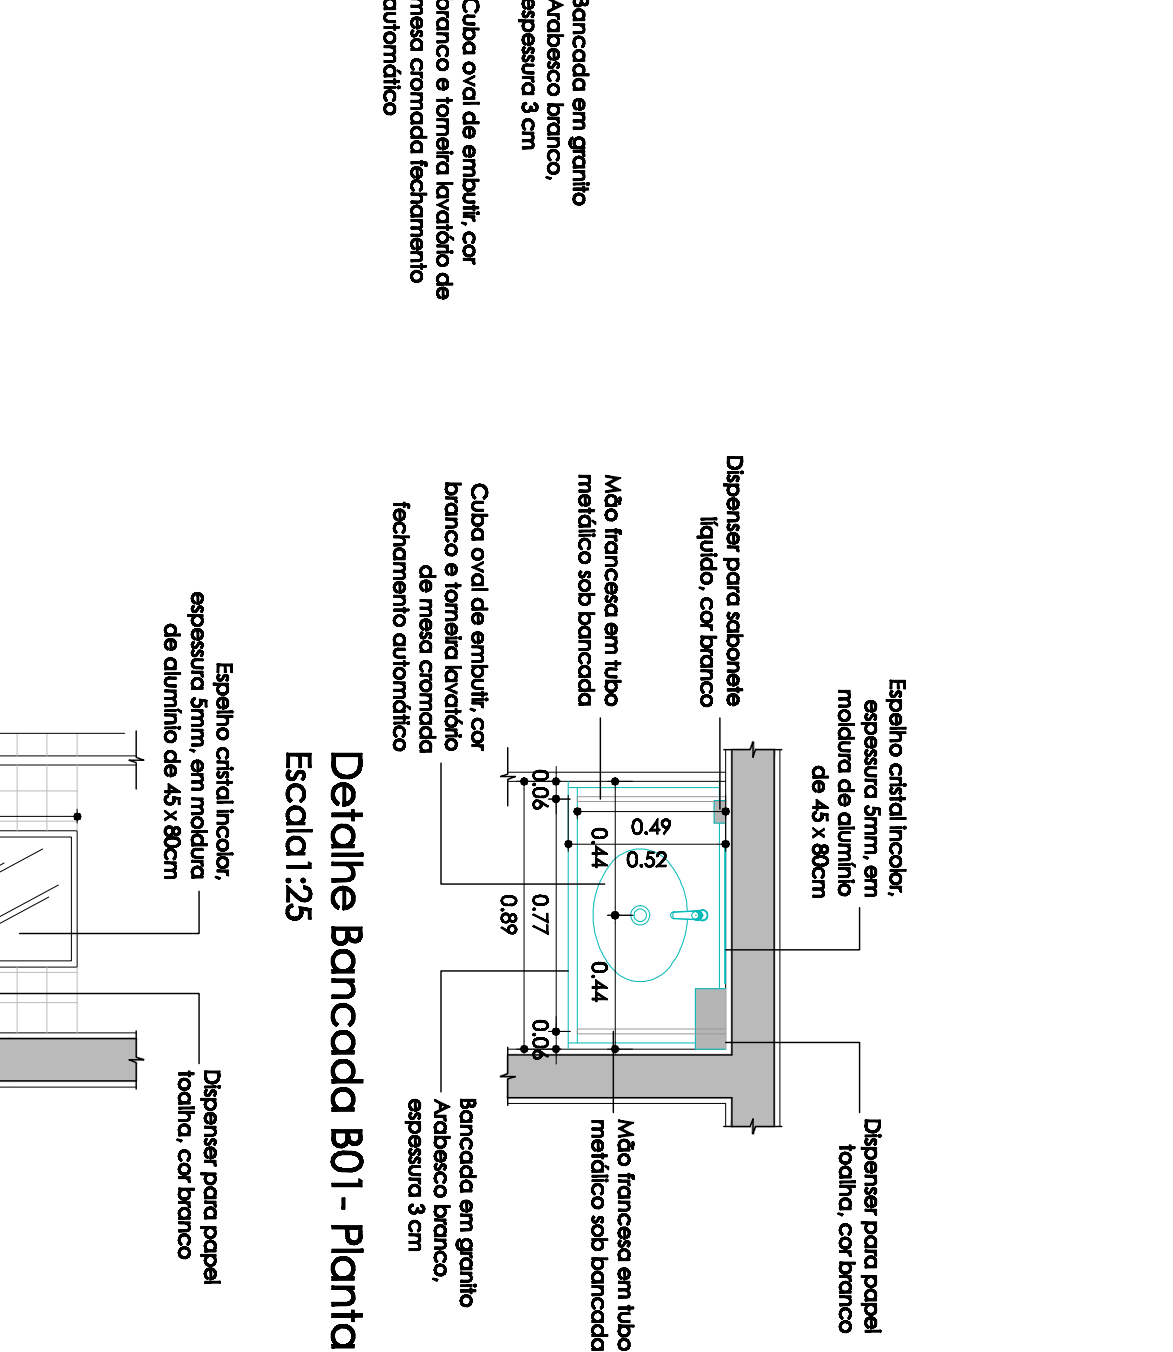 Espelho cristal incolor,
espessura 5mm, em
moldura de alumínio
de 45 x 80cm
Dispenser para papel
toalha, cor branco
Dispenser para sabonete
líquido, cor branco
Mão francesa em tubo
metálico sob bancada
0.49
0.52
0.44
0.44
0.06
0.77
0.06
0.89
Mão francesa em tubo
metálico sob bancada
Cuba oval de embutir, cor
branco e torneira lavatório
de mesa cromada
fechamento automático
Bancada em granito
Arabesco branco,
espessura 3 cm
Bancada em granito
Arabesco branco,
espessura 3 cm
Cuba oval de embutir, cor
branco e torneira lavatório de
mesa cromada fechamento
automático
Detalhe Bancada B01- Planta
Escala1:25
Espelho cristal incolor,
espessura 5mm, em moldura
de alumínio de 45 x 80cm
Dispenser para papel
toalha, cor branco